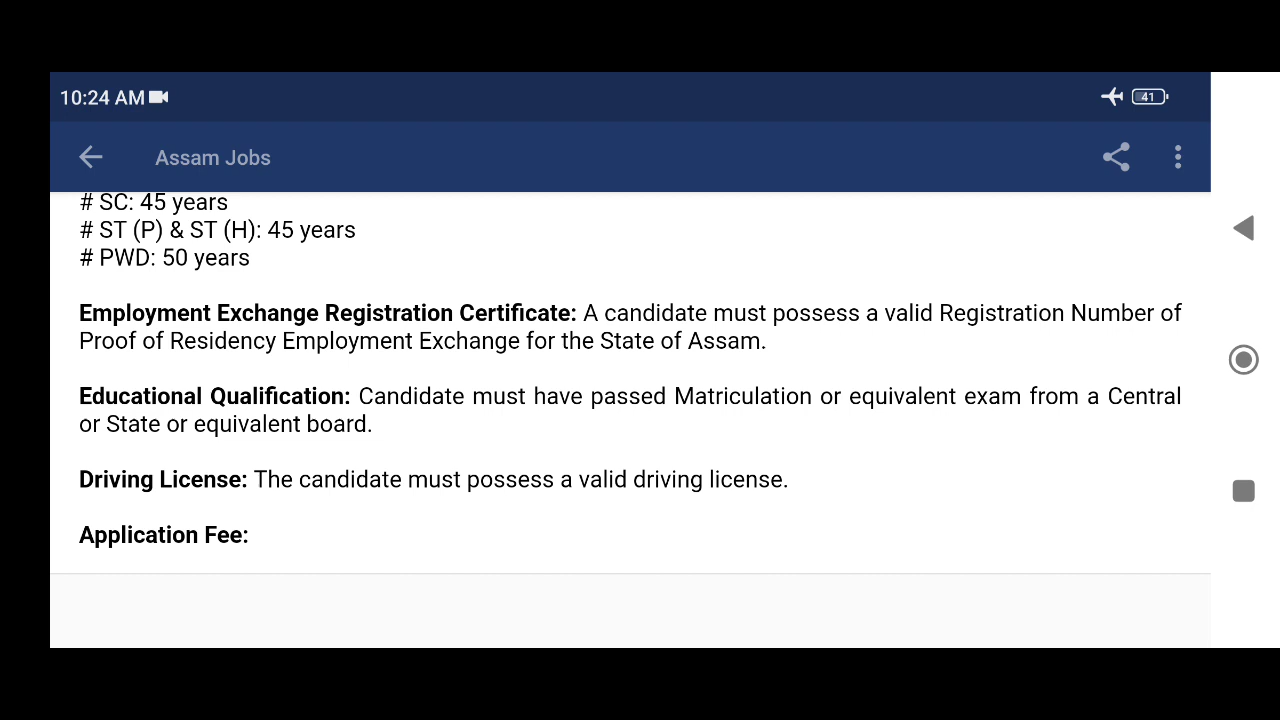 10:24 AM
41
Assam Jobs
# SC: 45 years
# ST (P) & ST (H): 45 years
# PWD: 50 years
Employment Exchange Registration Certificate: A candidate must possess a valid Registration Number of
Proof of Residency Employment Exchange for the State of Assam.
Educational Qualification: Candidate must have passed Matriculation or equivalent exam from a Central
or State or equivalent board.
Driving License: The candidate must possess a valid driving license.
Application Fee: